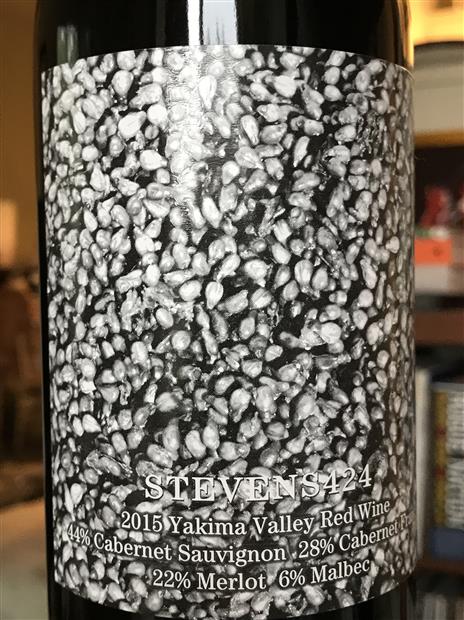 STEVENS424
2015 Yakima Valley Red Wine
44% Cabernet Sauvignon 28% Cabernet
22% Merlot 6% Malbec